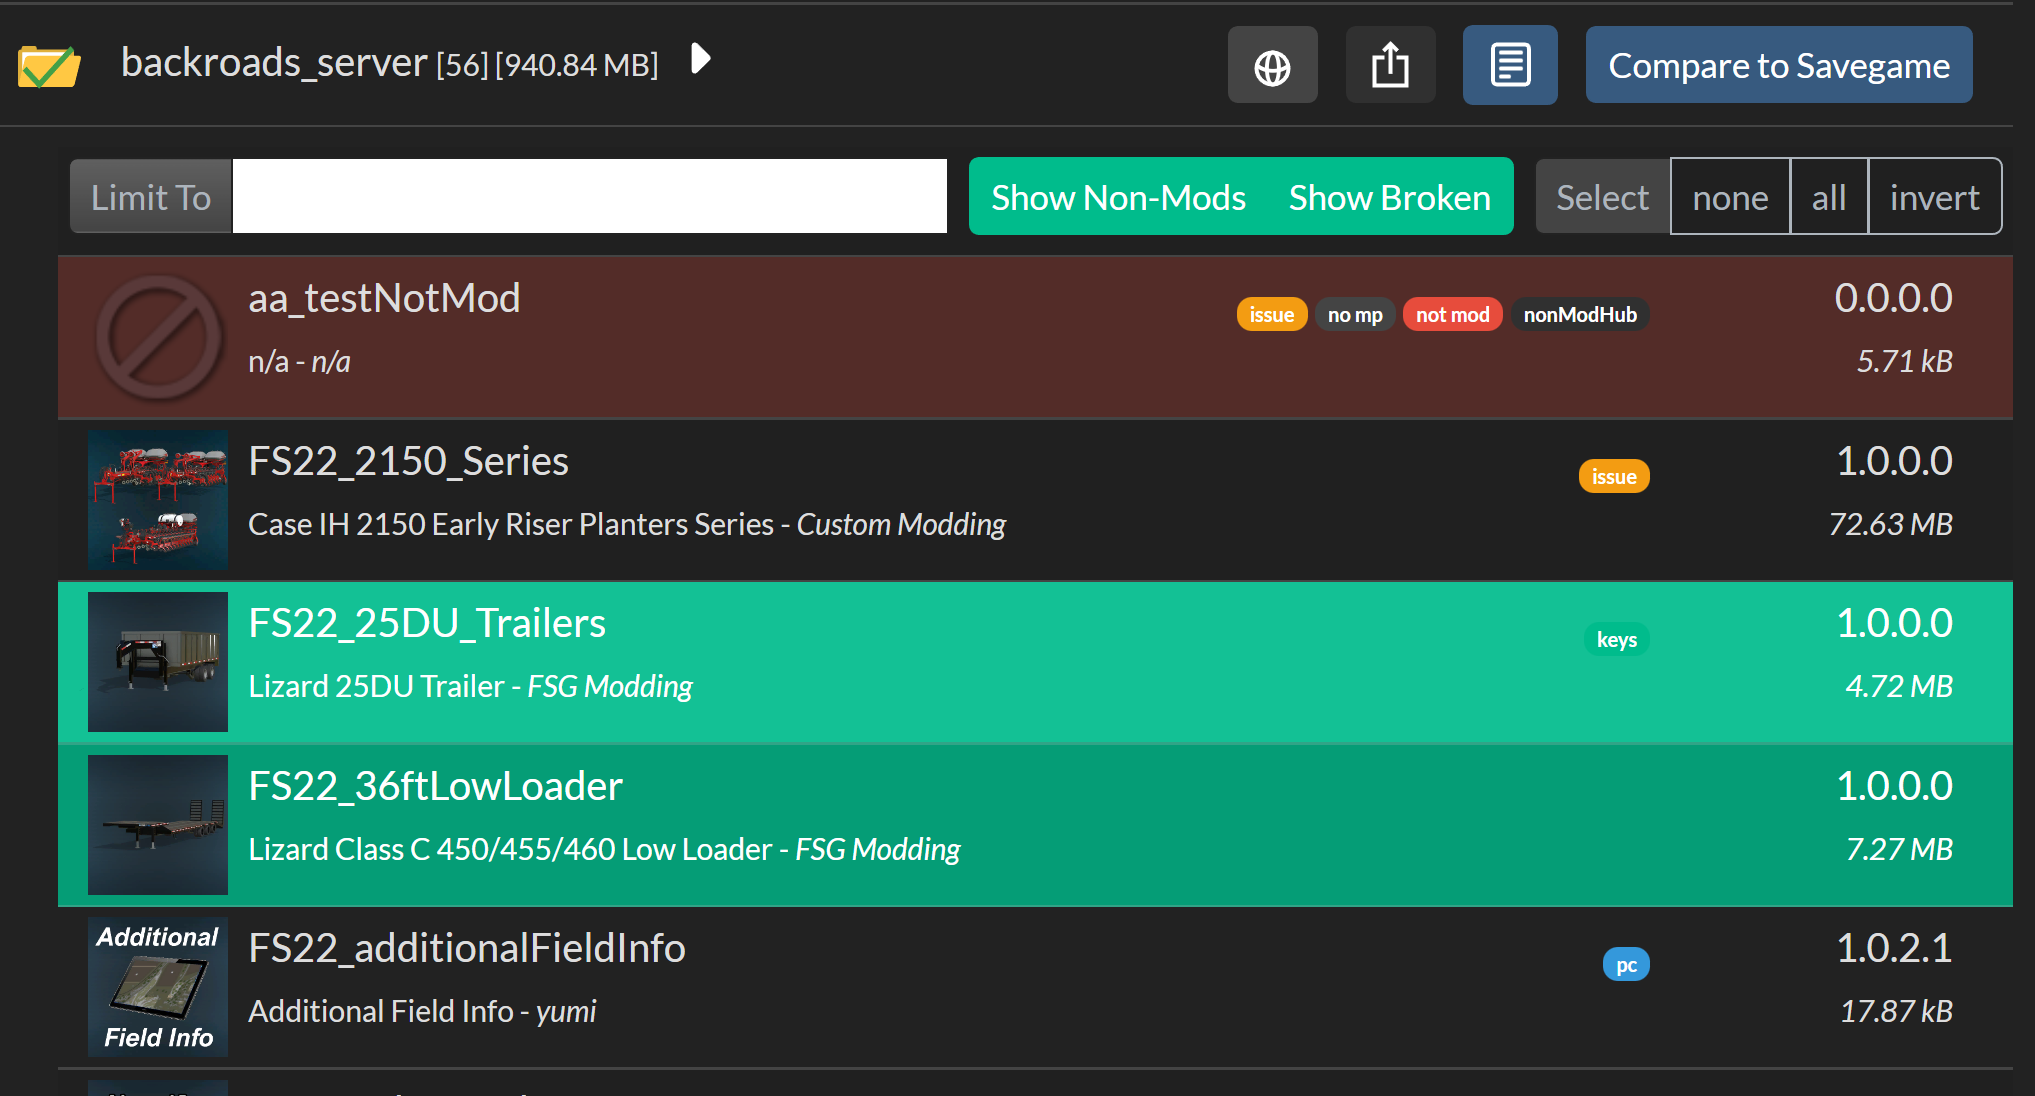 backroads_server [56] [940.84 MB]
Compare to Savegame
Limit To
Show Non-Mods Show Broken
Select none all invert
aa_testNotMod
issue no mp not mod nonModHub
0.0.0.0
n/a - n/a
5.71 kB
FS22_2150_Series
issue
1.0.0.0
Case IH 2150 Early Riser Planters Series - Custom Modding
72.63 MB
FS22_25DU_Trailers
keys
1.0.0.0
Lizard 25DU Trailer - FSG Modding
4.72 MB
FS22_36ftLowLoader
1.0.0.0
Lizard Class C 450/455/460 Low Loader - FSG Modding
7.27 MB
Additional
Field Info
FS22_additionalFieldInfo
pc
1.0.2.1
Additional Field Info - yumi
17.87 kB